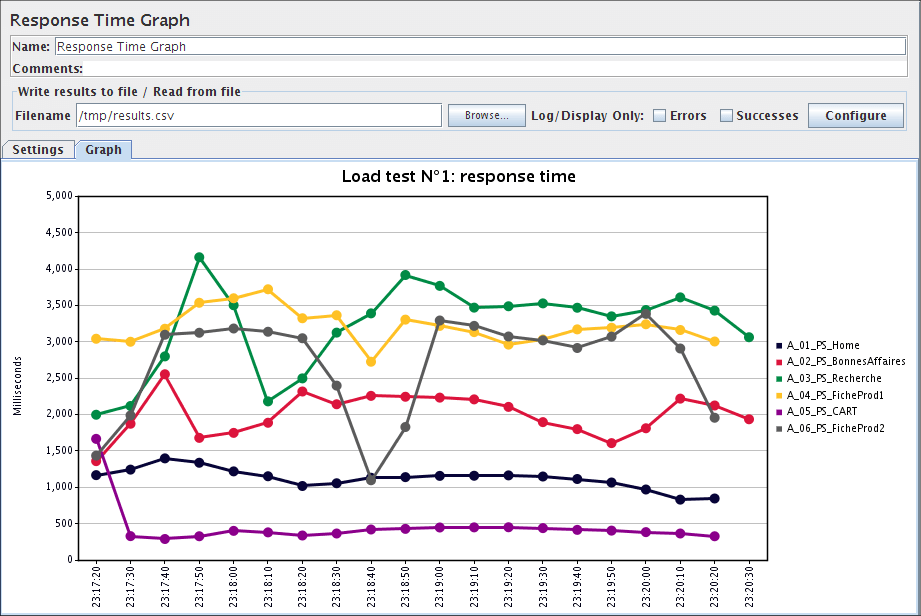 Response Time Graph
Name: Response Time Graph
Comments:
Write results to file / Read from file
Filename /tmp/results.csv Browse... Log/Display Only: Errors Successes Configure
Settings Graph
Load test N°1: response time
5,000
4,500
4,000
3,500
3,000
2,500
2,000
1,500
1,000
500
0
Milliseconds
A_01_PS_Home
A_02_PS_BonnesAffaires
A_03_PS_Recherche
A_04_PS_FicheProd1
A_05_PS_CART
A_06_PS_FicheProd2
23:17:20
23:17:30
23:17:40
23:17:50
23:18:00
23:18:10
23:18:20
23:18:30
23:18:40
23:18:50
23:19:00
23:19:10
23:19:20
23:19:30
23:19:40
23:19:50
23:20:00
23:20:10
23:20:20
23:20:30